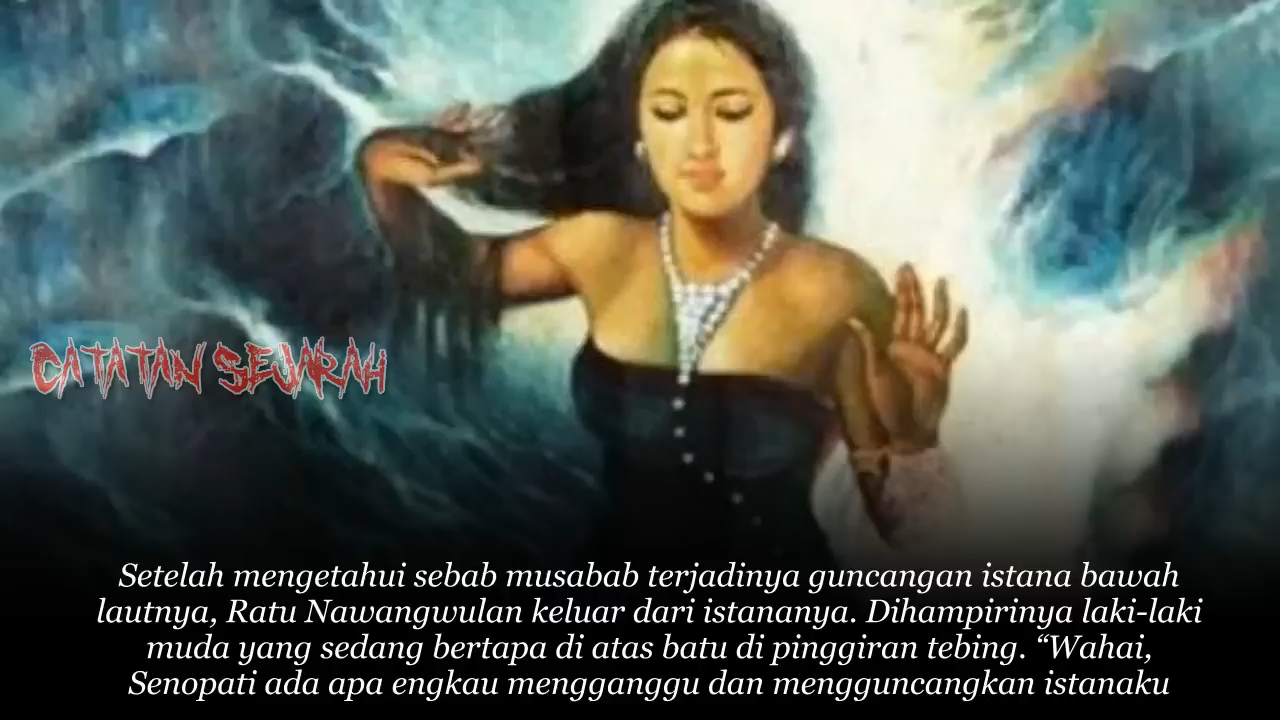 CATATAN SEJARAH
Setelah mengetahui sebab musabab terjadinya guncangan istana bawah
lautnya, Ratu Nawangwulan keluar dari istananya. Dihampirinya laki-laki
muda yang sedang bertapa di atas batu di pinggiran tebing. “Wahai,
Senopati ada apa engkau mengganggu dan mengguncangkan istanaku